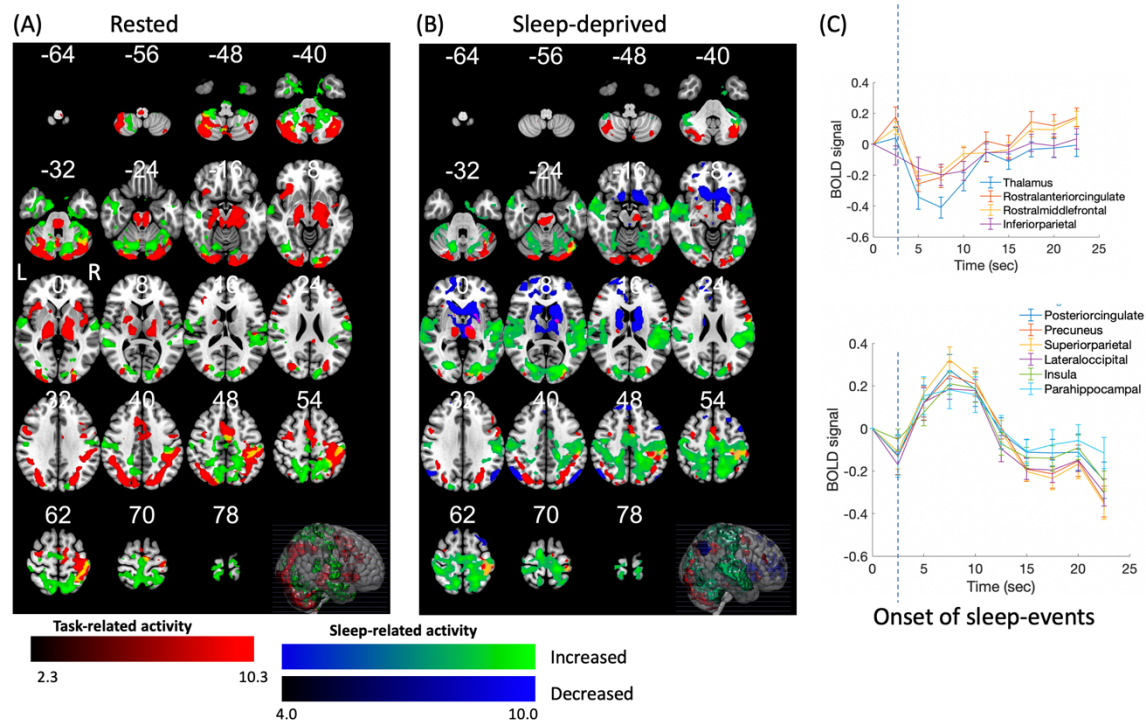 (A) Rested
-64 -56 -48 -40
-32 -24 -16 -8
L R
0 8 16 24
32 40 48 54
62 70 78
(B) Sleep-deprived
-64 -56 -48 -40
-32 -24 -16 -8
0 8 16 24
32 40 48 54
62 70 78
Task-related activity
2.3 10.3
Sleep-related activity
Increased
Decreased
4.0 10.0
(C)
0.4
0.2
0
-0.2
-0.4
-0.6
BOLD signal
Thalamus
Rostralanteriorcingulate
Rostralmiddlefrontal
Inferiorparietal
0 5 10 15 20 25
Time (sec)
Posteriorcingulate
Precuneus
Superiorparietal
Lateraloccipital
Insula
Parahippocampal
0.4
0.2
0
-0.2
-0.4
-0.6
BOLD signal
0 5 10 15 20 25
Time (sec)
Onset of sleep-events